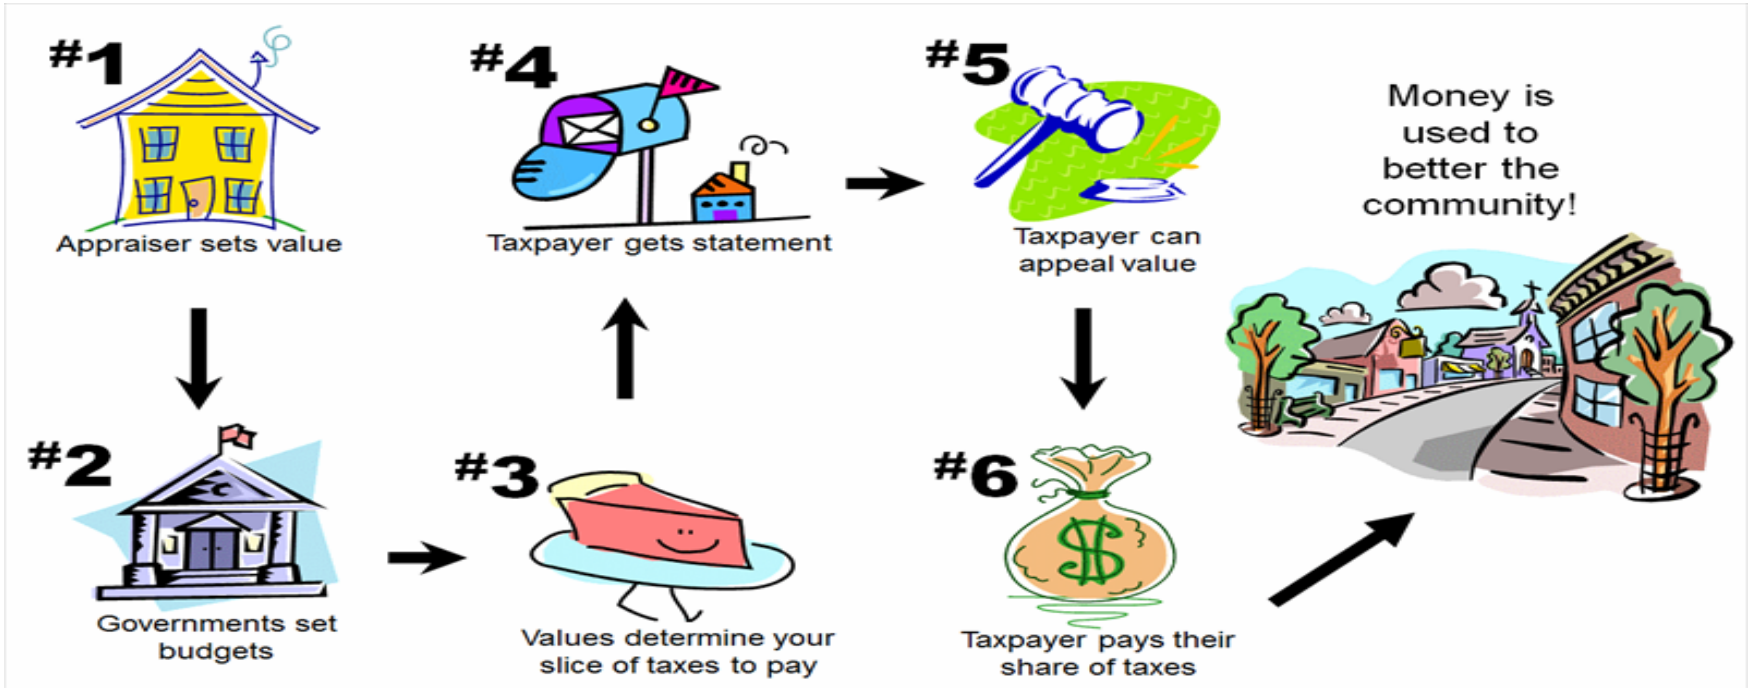 #1
Appraiser sets value
#2
Governments set
budgets
#3
Values determine your
slice of taxes to pay
#4
Taxpayer gets statement
#5
Taxpayer can
appeal value
#6
$
Taxpayer pays their
share of taxes
Money is
used to
better the
community!